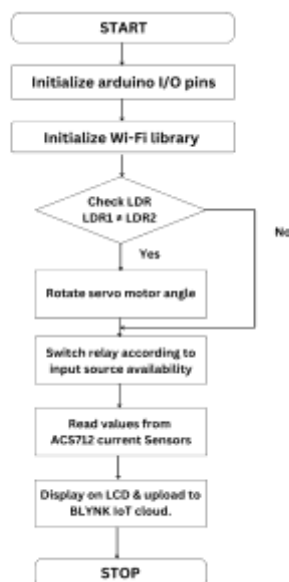 START
Initialize arduino I/O pins
Initialize Wi-Fi library
Check LDR
LDR1 ≠ LDR2
No
Yes
Rotate servo motor angle
Switch relay according to
input source availability
Read values from
ACS712 current Sensors
Display on LCD & upload to
BLYNK IoT cloud.
STOP